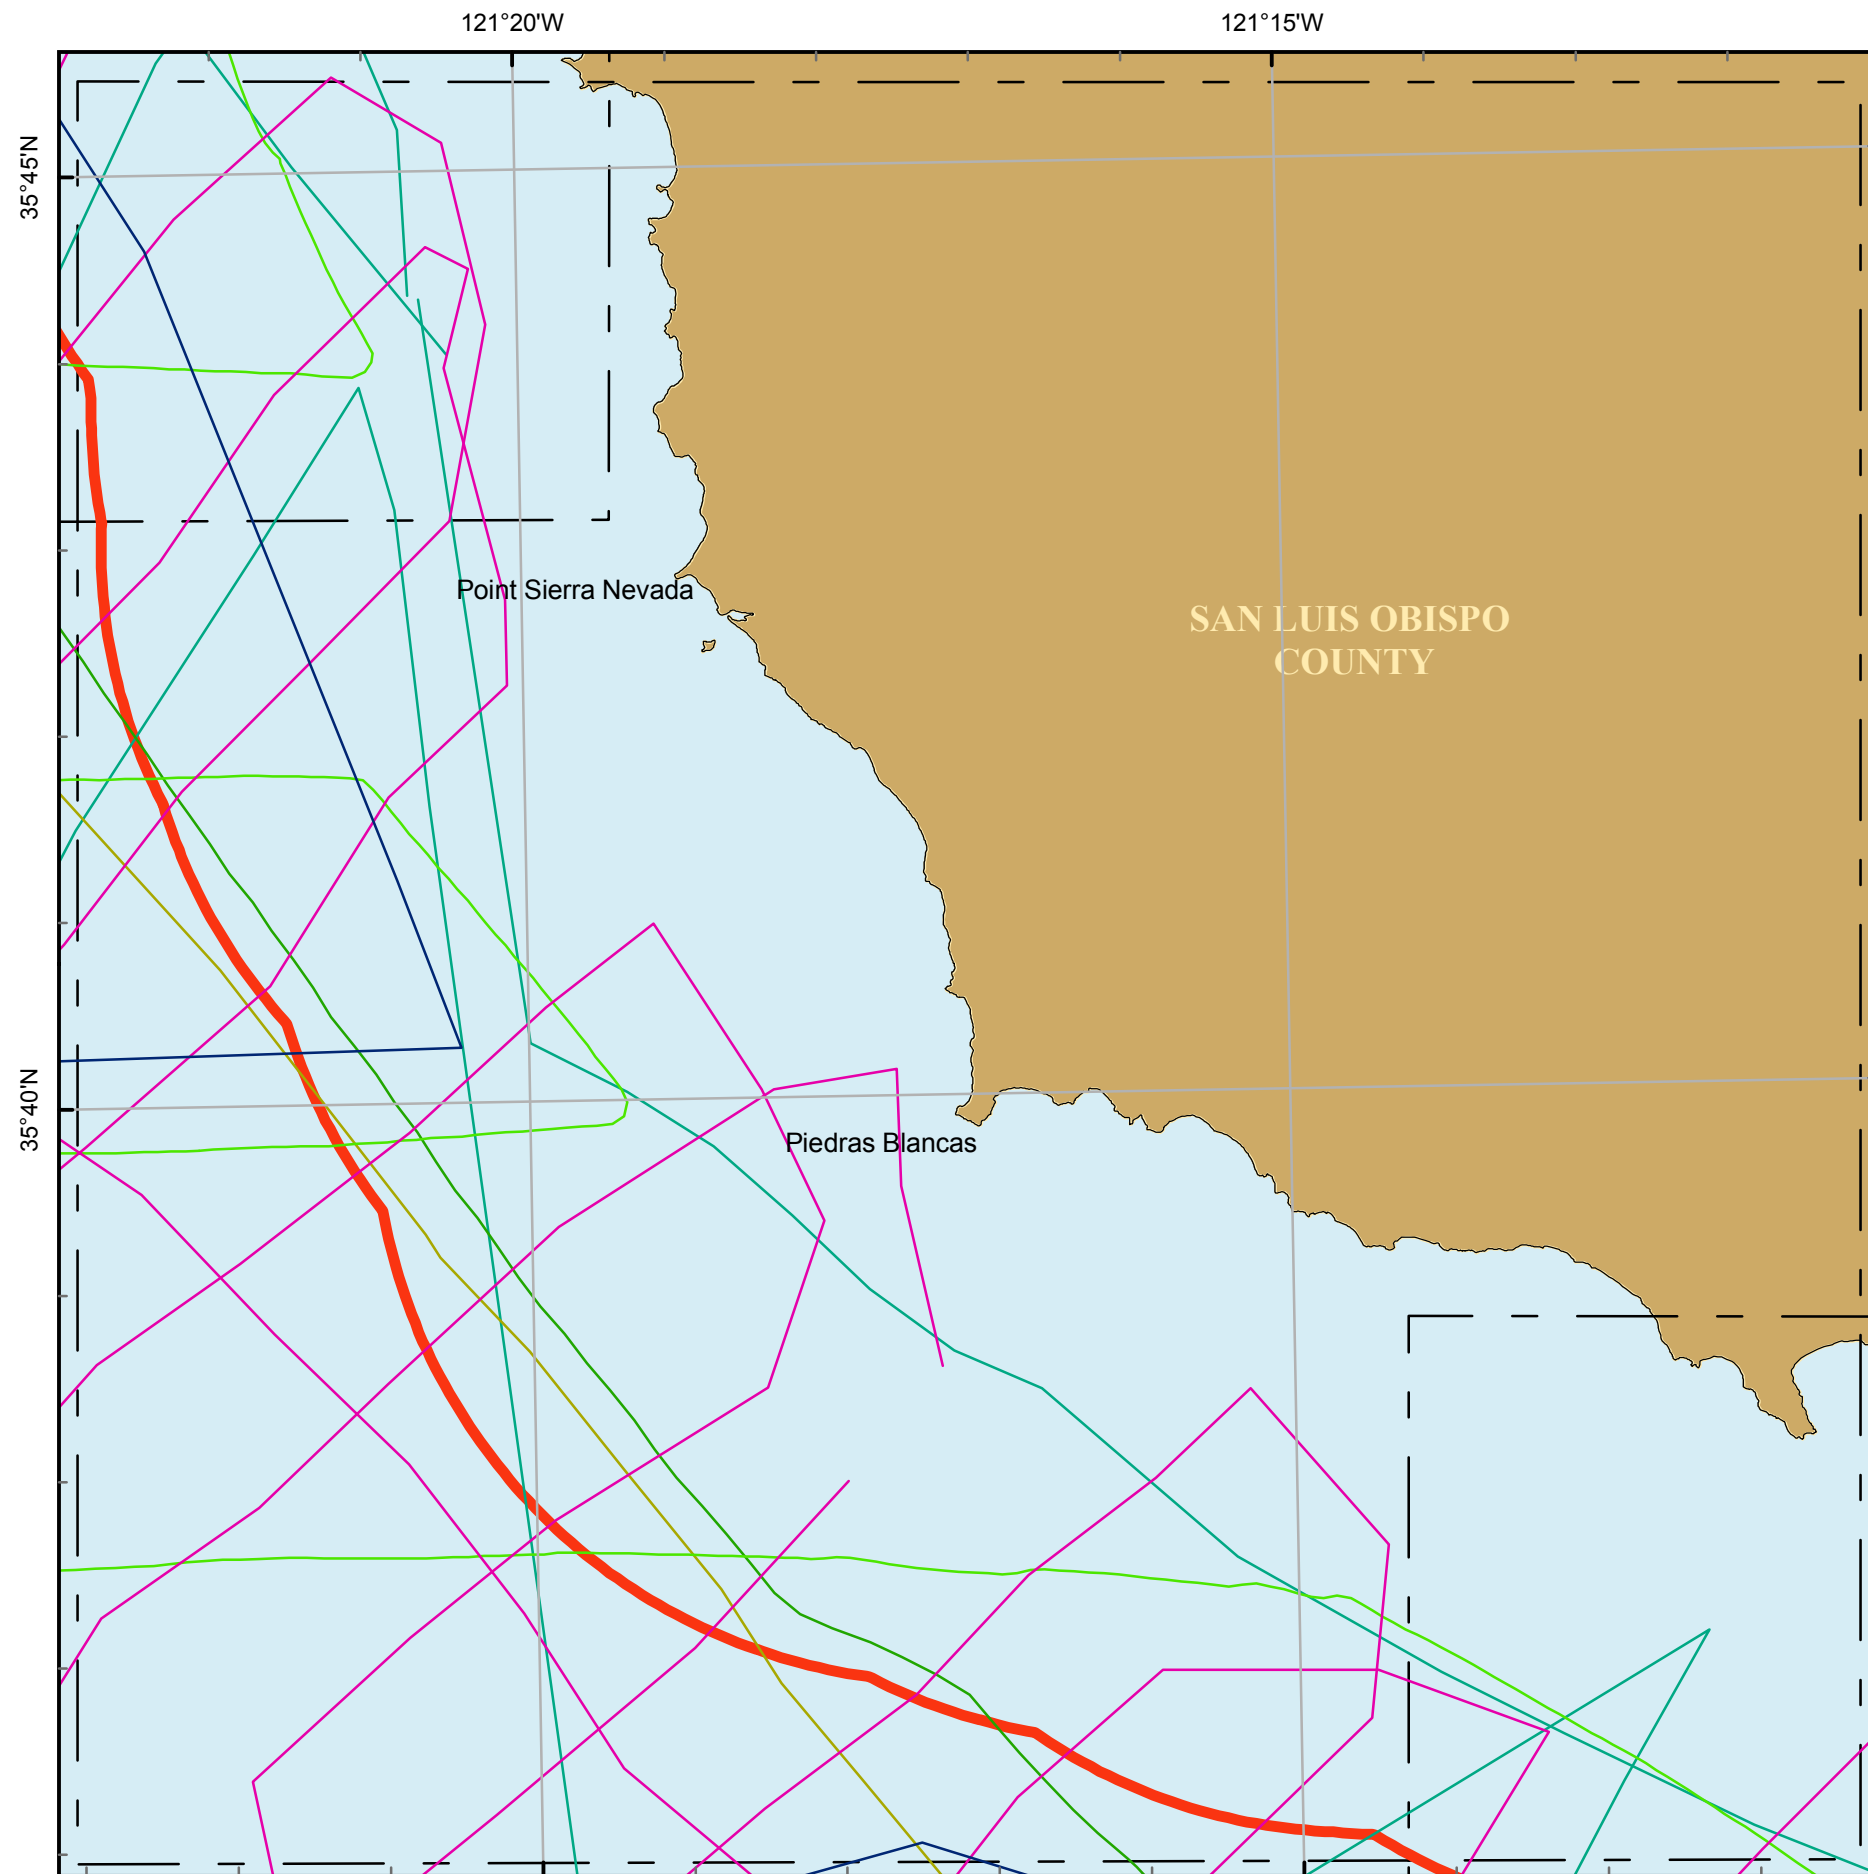 121°20'W
121°15'W
35°45'N
Point Sierra Nevada
SAN LUIS OBISPO
COUNTY
35°40'N
Piedras Blancas